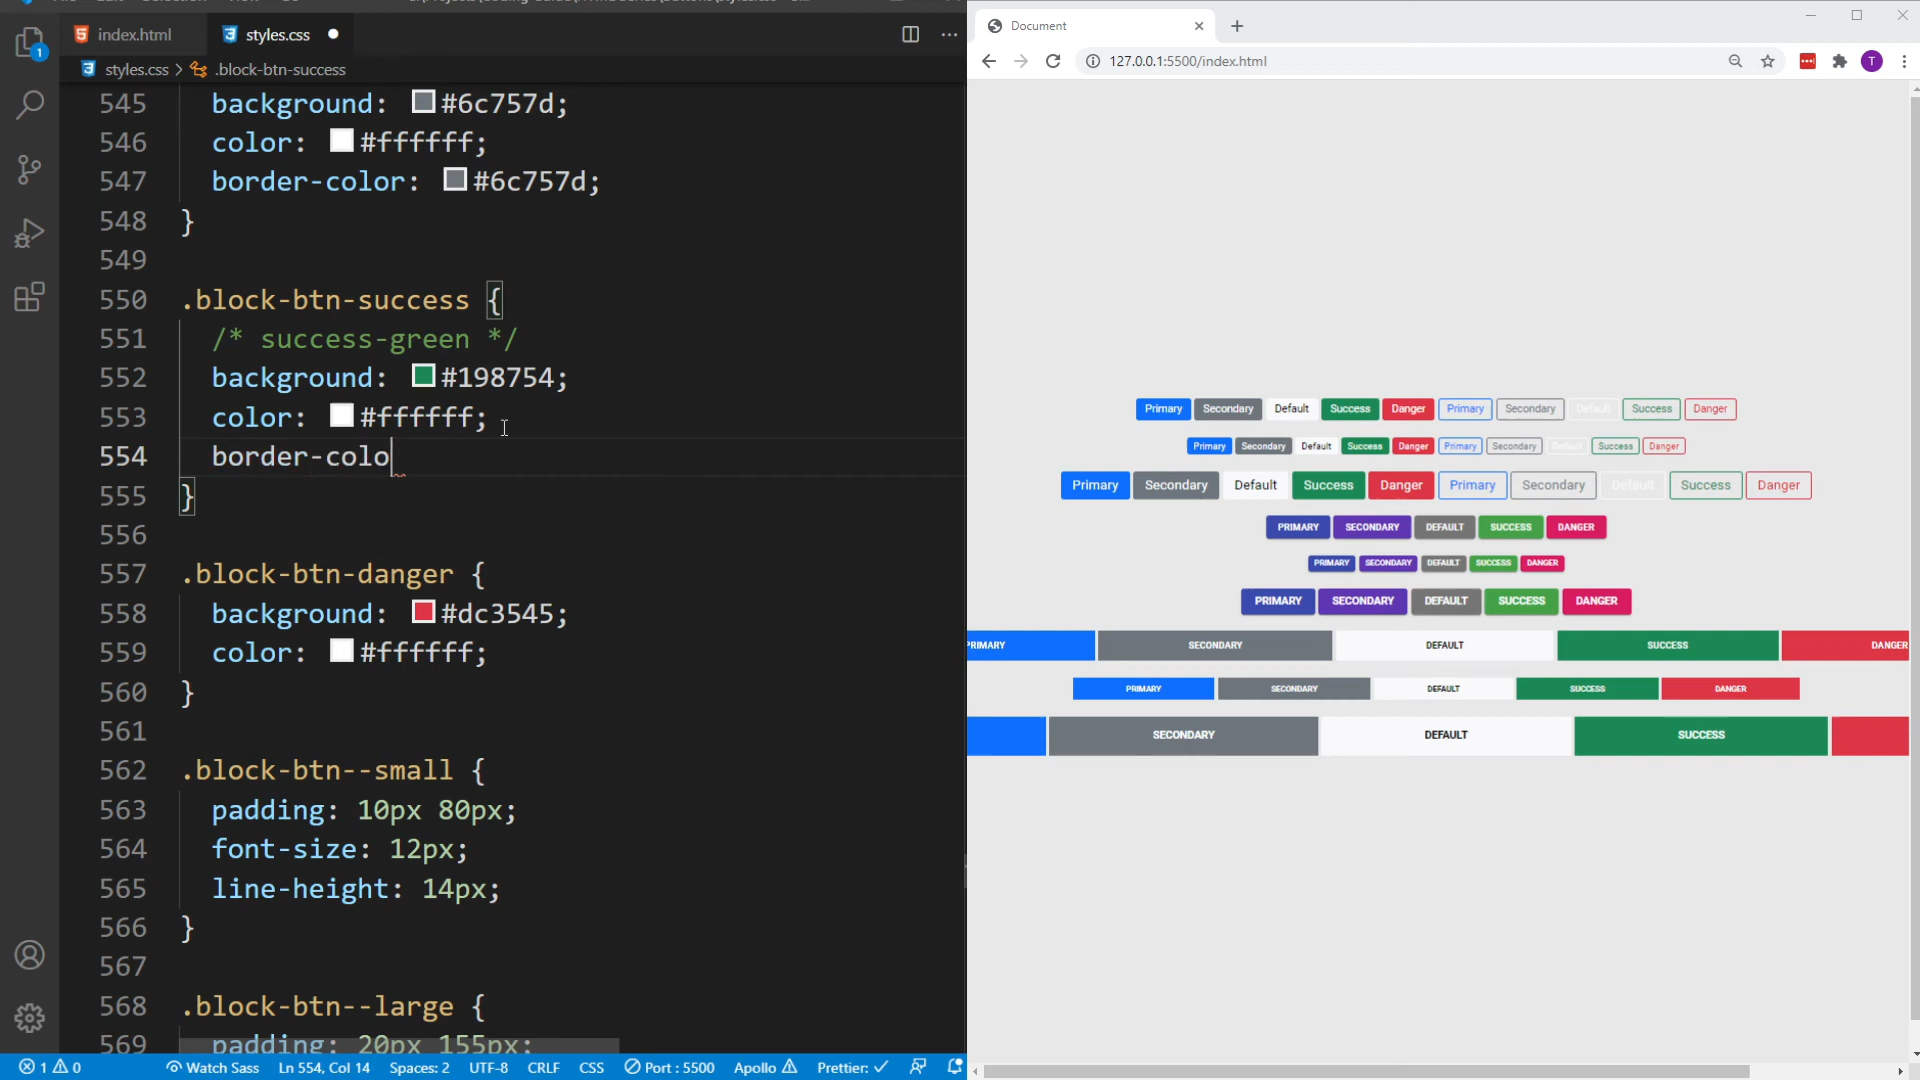 index.html
styles.css
styles.css > .block-btn-success
545 background: #6c757d;
546 color: #ffffff;
547 border-color: #6c757d;
548 }
549
550 .block-btn-success {
551 /* success-green */
552 background: #198754;
553 color: #ffffff;
554 border-colo
555 }
556
557 .block-btn-danger {
558 background: #dc3545;
559 color: #ffffff;
560 }
561
562 .block-btn--small {
563 padding: 10px 80px;
564 font-size: 12px;
565 line-height: 14px;
566 }
567
568 .block-btn--large {
569 padding: 20px 155px;
1
1 0 Watch Sass Ln 554, Col 14 Spaces: 2 UTF-8 CRLF CSS Port : 5500 Apollo Prettier:
Document
127.0.0.1:5500/index.html T
Primary Secondary Default Success Danger Primary Secondary Default Success Danger
Primary Secondary Default Success Danger Primary Secondary Default Success Danger
Primary Secondary Default Success Danger Primary Secondary Default Success Danger
PRIMARY SECONDARY DEFAULT SUCCESS DANGER
PRIMARY SECONDARY DEFAULT SUCCESS DANGER
PRIMARY SECONDARY DEFAULT SUCCESS DANGER
PRIMARY SECONDARY DEFAULT SUCCESS DANGER
PRIMARY SECONDARY DEFAULT SUCCESS DANGER
SECONDARY DEFAULT SUCCESS